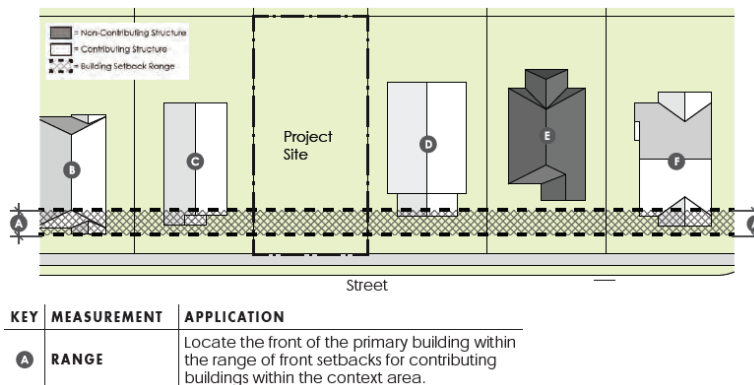 = Non-Contributing Structure
= Contributing Structure
= Building Setback Range
Project
Site
B
C
D
E
F
A
A
Street
KEY MEASUREMENT APPLICATION
A RANGE
Locate the front of the primary building within
the range of front setbacks for contributing
buildings within the context area.